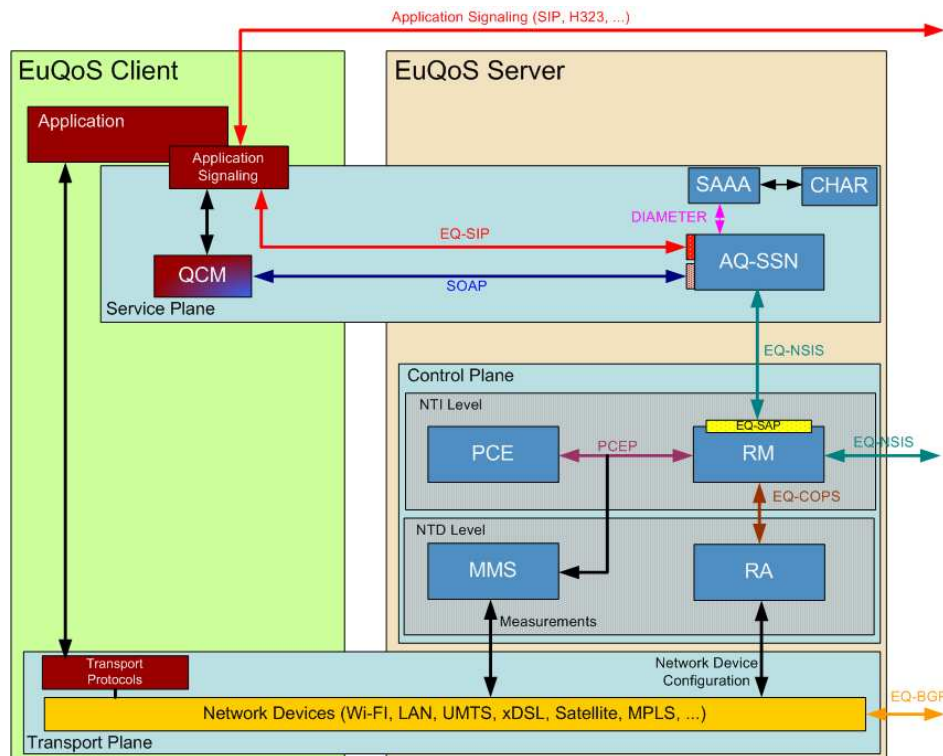 Application Signaling (SIP, H323, ...)
EuQoS Client
EuQoS Server
Application
Application
Signaling
SAAA
CHAR
DIAMETER
EQ-SIP
AQ-SSN
QCM
SOAP
Service Plane
EQ-NSIS
Control Plane
NTI Level
EQ-SAP
PCE
PCEP
RM
EQ-NSIS
EQ-COPS
NTD Level
MMS
RA
Measurements
Transport
Protocols
Network Device
Configuration
EQ-BGP
Network Devices (Wi-FI, LAN, UMTS, xDSL, Satellite, MPLS, ...)
Transport Plane